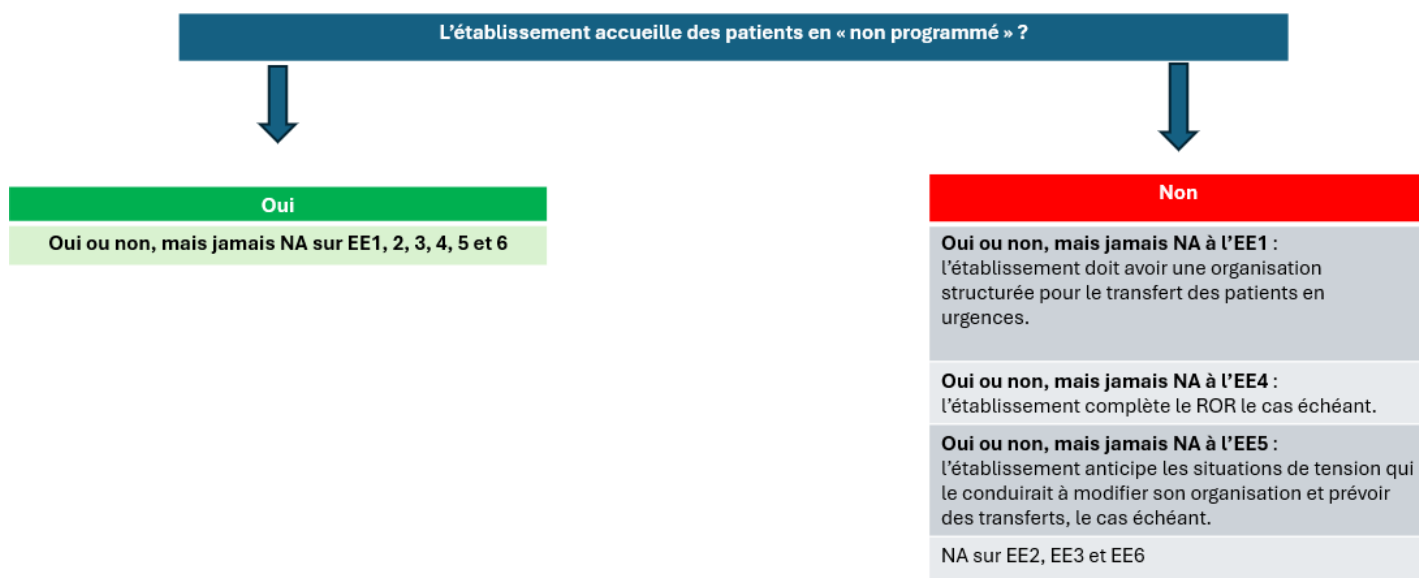 L’établissement accueille des patients en « non programmé » ?
Oui
Oui ou non, mais jamais NA sur EE1, 2, 3, 4, 5 et 6
Non
Oui ou non, mais jamais NA à l’EE1 :
l’établissement doit avoir une organisation
structurée pour le transfert des patients en
urgences.
Oui ou non, mais jamais NA à l’EE4 :
l’établissement complète le ROR le cas échéant.
Oui ou non, mais jamais NA à l’EE5 :
l’établissement anticipe les situations de tension qui
le conduirait à modifier son organisation et prévoir
des transferts, le cas échéant.
NA sur EE2, EE3 et EE6